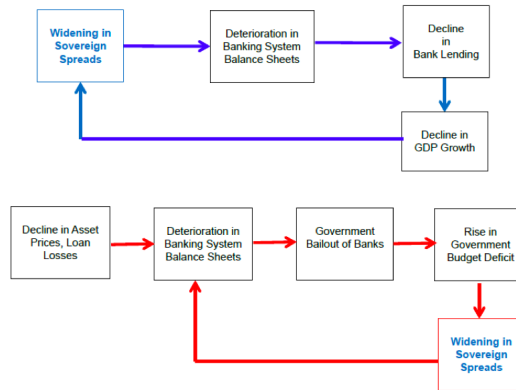 Widening in
Sovereign
Spreads
Deterioration in
Banking System
Balance Sheets
Decline
in
Bank Lending
Decline in
GDP Growth
Decline in Asset
Prices, Loan
Losses
Deterioration in
Banking System
Balance Sheets
Government
Bailout of Banks
Rise in
Government
Budget Deficit
Widening in
Sovereign
Spreads